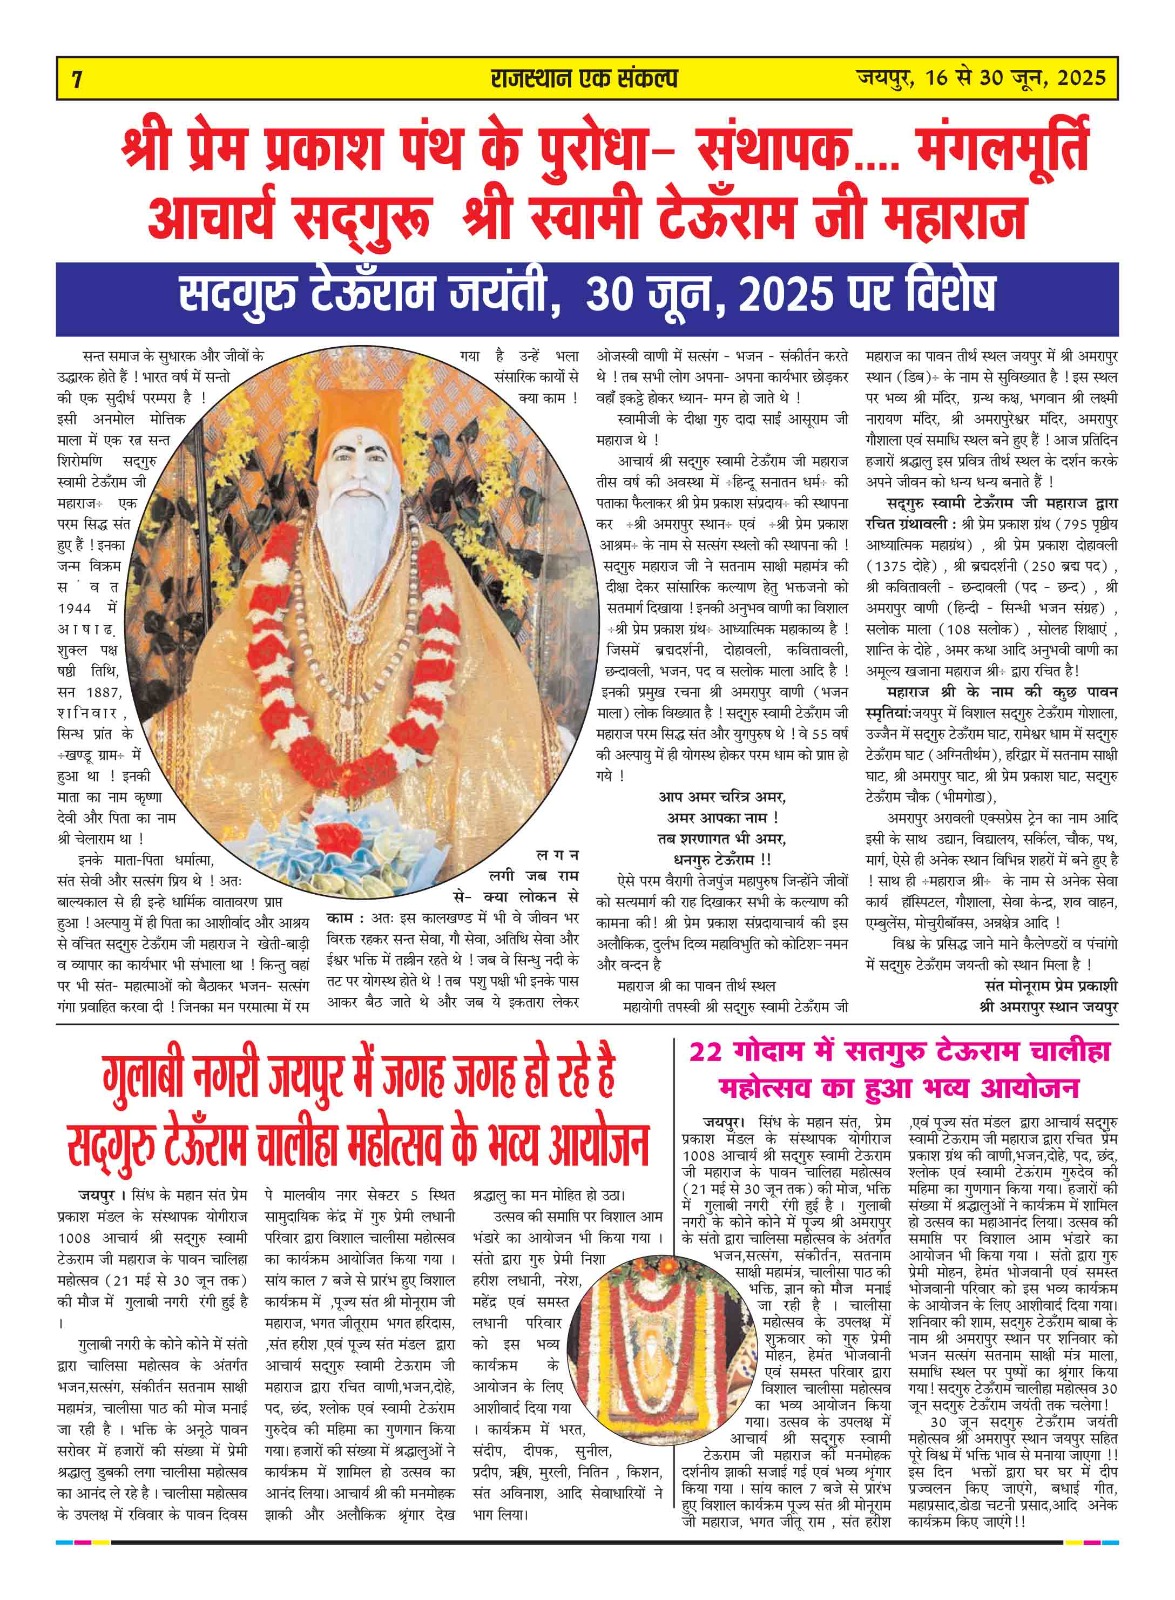 7
राजस्थान एक संकल्प
जयपुर, 16 से 30 जून, 2025
श्री प्रेम प्रकाश पंथ के पुरोधा- संथापक.... मंगलमूर्ति
आचार्य सद्गुरू श्री स्वामी टेऊँराम जी महाराज
सदगुरु टेऊँराम जयंती, 30 जून, 2025 पर विशेष
सन्त समाज के सुधारक और जीवों के
उद्धारक होते हैं ! भारत वर्ष में सन्तो
की एक सुदीर्ध परम्परा है !
इसी अनमोल मोत्तिक
माला में एक रत्न सन्त
शिरोमणि सद्गुरु
स्वामी टेऊँराम जी
महाराज÷ एक
परम सिद्ध संत
हुए हैं ! इनका
जन्म विक्रम
स ं व त
1944 में
आषाढ़
शुक्ल पक्ष
षष्ठी तिथि,
सन 1887,
शनिवार ,
सिन्ध प्रांत के
÷खण्डू ग्राम÷ में
हुआ था ! इनकी
माता का नाम कृष्णा
देवी और पिता का नाम
श्री चेलाराम था !
इनके माता-पिता धर्मात्मा,
संत सेवी और सत्संग प्रिय थे ! अतः
बाल्यकाल से ही इन्हे धार्मिक वातावरण प्राप्त
हुआ ! अल्पायु में ही पिता का आशीर्वाद और आश्रय
से वंचित सद्गुरु टेऊँराम जी महाराज ने खेती-बाड़ी
व व्यापार का कार्यभार भी संभाला था ! किन्तु वहां
पर भी संत- महात्माओं को बैठाकर भजन- सत्संग
गंगा प्रवाहित करवा दी ! जिनका मन परमात्मा में रम
गया है उन्हें भला
संसारिक कार्यो से
क्या काम !
ल ग न
लगी जब राम
से- क्या लोकन से
काम : अतः इस कालखण्ड में भी वे जीवन भर
विरक्त रहकर सन्त सेवा, गौ सेवा, अतिथि सेवा और
ईश्वर भक्ति में तल्लीन रहते थे ! जब वे सिन्धु नदी के
तट पर योगस्थ होते थे ! तब पशु पक्षी भी इनके पास
आकर बैठ जाते थे और जब ये इकतारा लेकर
ओजस्वी वाणी में सत्संग - भजन - संकीर्तन करते
थे ! तब सभी लोग अपना- अपना कार्यभार छोड़कर
वहाँ इकट्ठे होकर ध्यान- मग्न हो जाते थे !
स्वामीजी के दीक्षा गुरु दादा साईं आसूराम जी
महाराज थे !
आचार्य श्री सद्गुरु स्वामी टेऊँराम जी महाराज
तीस वर्ष की अवस्था में ÷हिन्दू सनातन धर्म÷ की
पताका फैलाकर श्री प्रेम प्रकाश संप्रदाय÷ की स्थापना
कर ÷श्री अमरापुर स्थान÷ एवं ÷श्री प्रेम प्रकाश
आश्रम÷ के नाम से सत्संग स्थलो की स्थापना की !
सद्गुरु महाराज जी ने सतनाम साक्षी महामंत्र की
दीक्षा देकर सांसारिक कल्याण हेतु भक्तजनो को
सतमार्ग दिखाया ! इनकी अनुभव वाणी का विशाल
÷श्री प्रेम प्रकाश ग्रंथ÷ आध्यात्मिक महाकाव्य है !
जिसमें ब्रह्मदर्शनी, दोहावली, कवितावली,
छन्दावली, भजन, पद व सलोक माला आदि है !
इनकी प्रमुख रचना श्री अमरापुर वाणी (भजन
माला) लोक विख्यात है ! सद्गुरु स्वामी टेऊँराम जी
महाराज परम सिद्ध संत और युगपुरुष थे ! वे 55 वर्ष
की अल्पायु में ही योगस्थ होकर परम धाम को प्राप्त हो
गये !
आप अमर चरित्र अमर,
अमर आपका नाम !
तब शरणागत भी अमर,
धनगुरु टेऊँराम !!
ऐसे परम वैरागी तेजपुंज महापुरुष जिन्होने जीवों
को सत्यमार्ग की राह दिखाकर सभी के कल्याण की
कामना की! श्री प्रेम प्रकाश संप्रदायाचार्य की इस
अलौकिक, दुर्लभ दिव्य महाविभुति को कोटिश- नमन
और वन्दन है
महाराज श्री का पावन तीर्थ स्थल
महायोगी तपस्वी श्री सद्गुरु स्वामी टेऊँराम जी
महाराज का पावन तीर्थ स्थल जयपुर में श्री अमरापुर
स्थान (डिब)÷ के नाम से सुविख्यात है ! इस स्थल
पर भव्य श्री मंदिर, ग्रन्थ कक्ष, भगवान श्री लक्ष्मी
नारायण मंदिर, श्री अमरापुरेश्वर मंदिर, अमरापुर
गौशाला एवं समाधि स्थल बने हुए हैं ! आज प्रतिदिन
हजारों श्रद्धालु इस प्रवित्र तीर्थ स्थल के दर्शन करके
अपने जीवन को धन्य धन्य बनाते हैं !
सद्गुरु स्वामी टेऊँराम जी महाराज द्वारा
रचित ग्रंथावली : श्री प्रेम प्रकाश ग्रंथ (795 पृष्ठीय
आध्यात्मिक महाग्रंथ) , श्री प्रेम प्रकाश दोहावली
(1375 दोहे) , श्री ब्रह्मदर्शनी (250 ब्रह्म पद) ,
श्री कवितावली - छन्दावली (पद - छन्द) , श्री
अमरापुर वाणी (हिन्दी - सिन्धी भजन संग्रह) ,
सलोक माला (108 सलोक) , सोलह शिक्षाएं ,
शान्ति के दोहे , अमर कथा आदि अनुभवी वाणी का
अमूल्य खजाना महाराज श्री÷ द्वारा रचित है!
महाराज श्री के नाम की कुछ पावन
स्मृतियां:जयपुर में विशाल सद्गुरु टेऊँराम गोशाला,
उज्जैन में सद्गुरु टेऊँराम घाट, रामेश्वर धाम में सद्गुरु
टेऊँराम घाट (अग्नितीर्थम), हरिद्वार में सतनाम साक्षी
घाट, श्री अमरापुर घाट, श्री प्रेम प्रकाश घाट, सद्गुरु
टेऊँराम चौक (भीमगोडा),
अमरापुर अरावली एक्सप्रेस ट्रेन का नाम आदि
इसी के साथ उद्यान, विद्यालय, सर्किल, चौक, पथ,
मार्ग, ऐसे ही अनेक स्थान विभिन्न शहरों में बने हुए है
! साथ ही ÷महाराज श्री÷ के नाम से अनेक सेवा
कार्य हॉस्पिटल, गौशाला, सेवा केन्द्र, शव वाहन,
एम्बुलेंस, मोचुरीबॉक्स, अन्नक्षेत्र आदि !
विश्व के प्रसिद्ध जाने माने कैलेण्डरों व पंचांगो
में सद्गुरु टेऊँराम जयन्ती को स्थान मिला है !
संत मोनूराम प्रेम प्रकाशी
श्री अमरापुर स्थान जयपुर
गुलाबी नगरी जयपुर में जगह जगह हो रहे है
सद्गुरु टेऊँराम चालीहा महोत्सव के भव्य आयोजन
जयपुर । सिंध के महान संत प्रेम
प्रकाश मंडल के संस्थापक योगीराज
1008 आचार्य श्री सद्गुरु स्वामी
टेऊराम जी महाराज के पावन चालिहा
महोत्सव (21 मई से 30 जून तक)
की मौज में गुलाबी नगरी रंगी हुई है
।
गुलाबी नगरी के कोने कोने में संतो
द्वारा चालिसा महोत्सव के अंतर्गत
भजन,सत्संग, संकीर्तन सतनाम साक्षी
महामंत्र, चालीसा पाठ की मोज मनाई
जा रही है । भक्ति के अनूठे पावन
सरोवर में हजारों की संख्या में प्रेमी
श्रद्धालु डुबकी लगा चालीसा महोत्सव
का आनंद ले रहे है । चालीसा महोत्सव
के उपलक्ष में रविवार के पावन दिवस
पे मालवीय नगर सेक्टर 5 स्थित
सामुदायिक केंद्र में गुरु प्रेमी लधानी
परिवार द्वारा विशाल चालीसा महोत्सव
का कार्यक्रम आयोजित किया गया ।
सांय काल 7 बजे से प्रारंभ हुए विशाल
कार्यक्रम में ,पूज्य संत श्री मोनूराम जी
महाराज, भगत जीतूराम भगत हरिदास,
,संत हरीश ,एवं पूज्य संत मंडल द्वारा
आचार्य सद्गुरु स्वामी टेऊराम जी
महाराज द्वारा रचित वाणी,भजन,दोहे,
पद, छंद, श्लोक एवं स्वामी टेऊंराम
गुरुदेव की महिमा का गुणगान किया
गया। हजारों की संख्या में श्रद्धालुओं ने
कार्यक्रम में शामिल हो उत्सव का
आनंद लिया। आचार्य श्री की मनमोहक
झाकी और अलौकिक श्रृंगार देख
श्रद्धालु का मन मोहित हो उठा।
उत्सव की समाप्ति पर विशाल आम
भंडारे का आयोजन भी किया गया ।
संतो द्वारा गुरु प्रेमी निशा
हरीश लधानी, नरेश,
महेंद्र एवं समस्त
लधानी परिवार
को इस भव्य
कार्यक्रम के
आयोजन के लिए
आशीर्वाद दिया गया
। कार्यक्रम में भरत,
संदीप, दीपक, सुनील,
प्रदीप, ऋषि, मुरली, नितिन , किशन,
संत अविनाश, आदि सेवाधारियों ने
भाग लिया।
22 गोदाम में सतगुरु टेऊराम चालीहा
महोत्सव का हुआ भव्य आयोजन
जयपुर। सिंध के महान संत, प्रेम
प्रकाश मंडल के संस्थापक योगीराज
1008 आचार्य श्री सद्गुरु स्वामी टेऊराम
जी महाराज के पावन चालिहा महोत्सव
(21 मई से 30 जून तक) की मोज, भक्ति
में गुलाबी नगरी रंगी हुई है । गुलाबी
नगरी के कोने कोने में पूज्य श्री अमरापुर
के संतो द्वारा चालिसा महोत्सव के अंतर्गत
भजन,सत्संग, संकीर्तन, सतनाम
साक्षी महामंत्र, चालीसा पाठ की
भक्ति, ज्ञान को मौज मनाई
जा रही है । चालीसा
महोत्सव के उपलक्ष में
शुक्रवार को गुरु प्रेमी
मोहन, हेमंत भोजवानी
एवं समस्त परिवार द्वारा
विशाल चालीसा महोत्सव
का भव्य आयोजन किया
गया। उत्सव के उपलक्ष में
आचार्य श्री सद्गुरु स्वामी
टेऊँराम जी महाराज की मनमोहक
दर्शनीय झाकी सजाई गई एवं भव्य श्रृंगार
किया गया । सांय काल 7 बजे से प्रारंभ
हुए विशाल कार्यक्रम पूज्य संत श्री मोनूराम
जी महाराज, भगत जीतू राम , संत हरीश
,एवं पूज्य संत मंडल द्वारा आचार्य सद्गुरु
स्वामी टेऊराम जी महाराज द्वारा रचित प्रेम
प्रकाश ग्रंथ की वाणी,भजन,दोहे, पद, छंद,
श्लोक एवं स्वामी टेऊंराम गुरुदेव की
महिमा का गुणगान किया गया। हजारों की
संख्या में श्रद्धालुओं ने कार्यक्रम में शामिल
हो उत्सव का महाआनंद लिया। उत्सव की
समाप्ति पर विशाल आम भंडारे का
आयोजन भी किया गया । संतो द्वारा गुरु
प्रेमी मोहन, हेमंत भोजवानी एवं समस्त
भोजवानी परिवार को इस भव्य कार्यक्रम
के आयोजन के लिए आशीर्वाद दिया गया।
शनिवार की शाम, सदगुरु टेऊँराम बाबा के
नाम श्री अमरापुर स्थान पर शनिवार को
भजन सत्संग सतनाम साक्षी मंत्र माला,
समाधि स्थल पर पुष्पों का श्रृंगार किया
गया! सदगुरु टेऊँराम चालीहा महोत्सव 30
जून सदगुरु टेऊँराम जयंती तक चलेगा!
30 जून सदगुरु टेऊँराम जयंती
महोत्सव श्री अमरापुर स्थान जयपुर सहित
पूरे विश्व में भक्ति भाव से मनाया जाएगा !!
इस दिन भक्तों द्वारा घर घर में दीप
प्रज्वलन किए जाएंगे, बधाई गीत,
महाप्रसाद,डोडा चटनी प्रसाद,आदि अनेक
कार्यक्रम किए जाएंगे!!